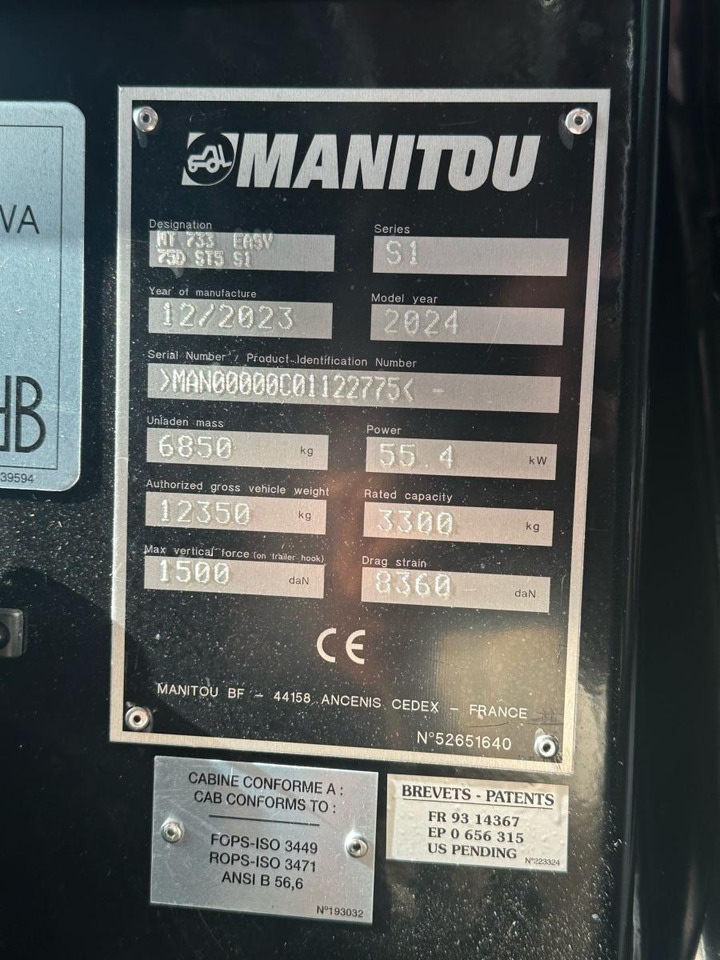 VA
HB
39594
MANITOU
Designation
MT 733 EASY
75D ST5 S1
Series
S1
Year of manufacture
12/2023
Model year
2024
Serial Number / Product-Identification Number
>MAN00000C01122775< -
Unladen mass
6850 kg
Power
55.4 kW
Authorized gross vehicle weight
12350 kg
Rated capacity
3300 kg
Max vertical force (on trailer hook)
1500 daN
Drag strain
8360 daN
CE
MANITOU BF - 44158 ANCENIS CEDEX - FRANCE
N°52651640
CABINE CONFORME A :
CAB CONFORMS TO :
FOPS-ISO 3449
ROPS-ISO 3471
ANSI B 56,6
N°193032
BREVETS - PATENTS
FR 93 14367
EP 0 656 315
US PENDING
N°223324